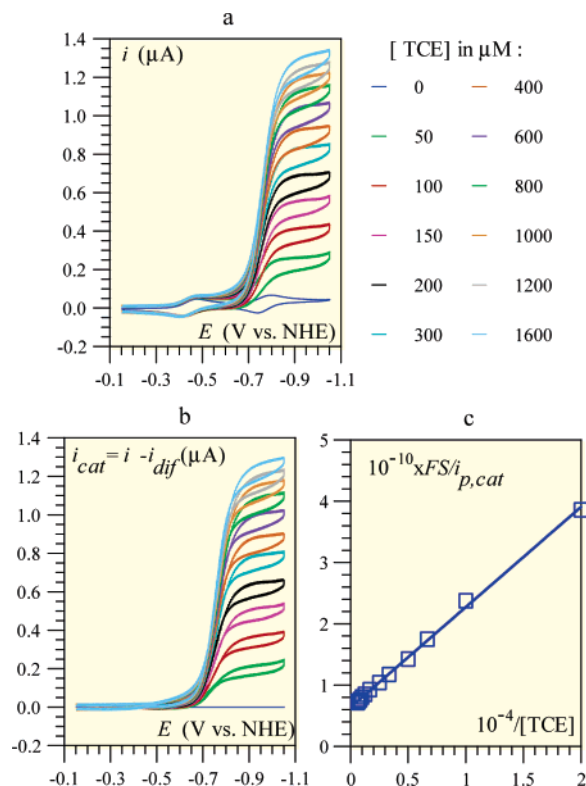 a
i (μA)
1.4
1.2
1.0
0.8
0.6
0.4
0.2
0.0
-0.2
E (V vs. NHE)
-0.1 -0.3 -0.5 -0.7 -0.9 -1.1
[ TCE] in μM :
0 400
50 600
100 800
150 1000
200 1200
300 1600
b
i_cat = i - i_dif (μA)
1.4
1.2
1.0
0.8
0.6
0.4
0.2
0.0
-0.2
E (V vs. NHE)
-0.1 -0.3 -0.5 -0.7 -0.9 -1.1
c
10^-10xFS/i_p,cat
5
4
3
2
1
0
10^-4/[TCE]
0 0.5 1 1.5 2